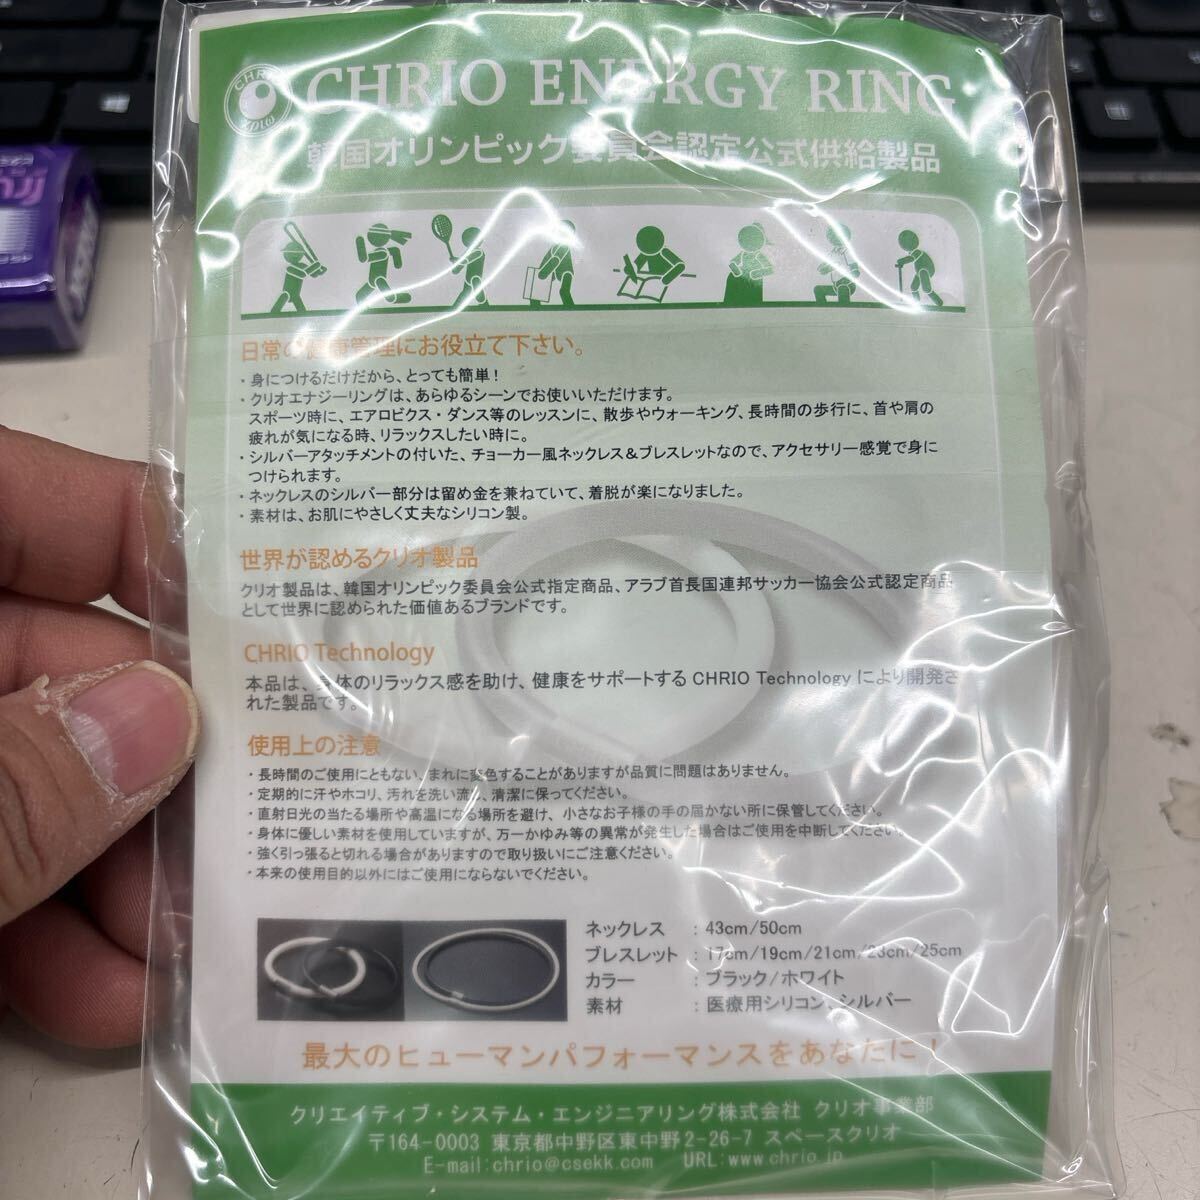 CHRIO
CHRIO ENERGY RING
韓国オリンピック委員会認定公式供給製品
日常の健康管理にお役立て下さい。
・身につけるだけだから、とっても簡単！
・クリオエナジーリングは、あらゆるシーンでお使いいただけます。
スポーツ時に、エアロビクス・ダンス等のレッスンに、散歩やウォーキング、長時間の歩行に、首や肩の
疲れが気になる時、リラックスしたい時に。
・シルバーアタッチメントの付いた、チョーカー風ネックレス&ブレスレットなので、アクセサリー感覚で身に
つけられます。
・ネックレスのシルバー部分は留め金を兼ねていて、着脱が楽になりました。
・素材は、お肌にやさしく丈夫なシリコン製。
世界が認めるクリオ製品
クリオ製品は、韓国オリンピック委員会公式指定商品、アラブ首長国連邦サッカー協会公式認定商品
として世界に認められた価値あるブランドです。
CHRIO Technology
本品は、身体のリラックス感を助け、健康をサポートする CHRIO Technology により開発さ
れた製品です。
使用上の注意
・長時間のご使用にともない、まれに変色することがありますが品質に問題はありません。
・定期的に汗やホコリ、汚れを洗い流し、清潔に保ってください。
・直射日光の当たる場所や高温になる場所を避け、小さなお子様の手の届かない所に保管してください。
・身体に優しい素材を使用していますが、万一かゆみ等の異常が発生した場合はご使用を中断してください。
・強く引っ張ると切れる場合がありますので取り扱いにご注意ください。
・本来の使用目的以外にはご使用にならないでください。
ネックレス : 43cm/50cm
ブレスレット : 17cm/19cm/21cm/23cm/25cm
カラー : ブラック/ホワイト
素材 : 医療用シリコン、シルバー
最大のヒューマンパフォーマンスをあなたに！
クリエイティブ・システム・エンジニアリング株式会社 クリオ事業部
〒164-0003 東京都中野区東中野2-26-7 スペースクリオ
E-mail:chrio@csekk.com URL:www.chrio.jp